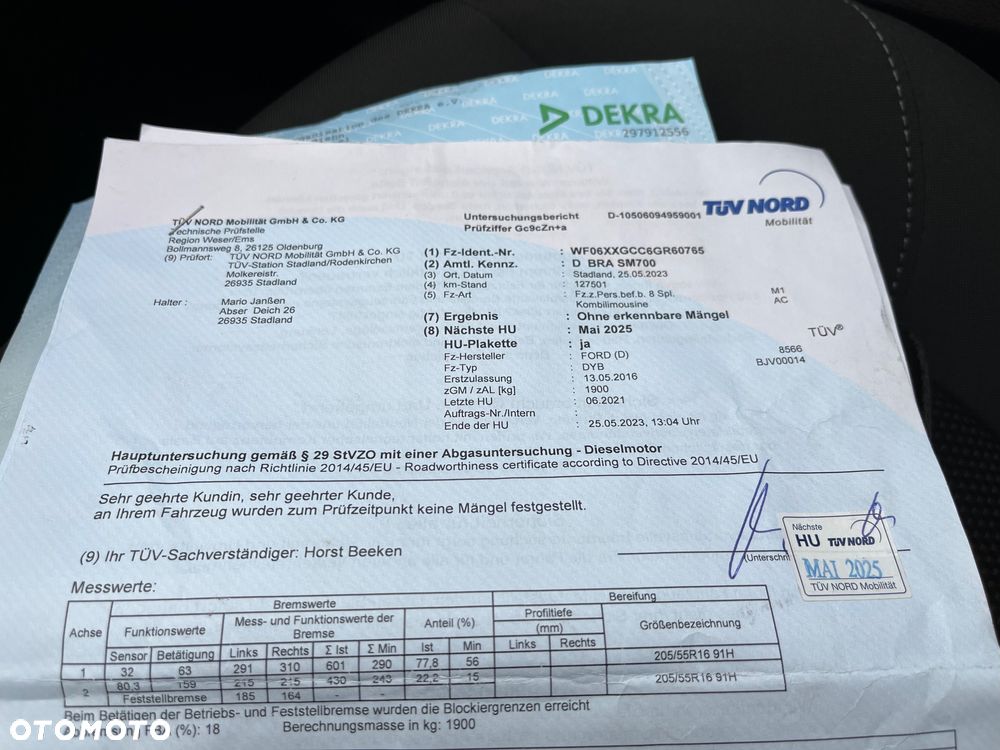 DEKRA
297912556
TÜV NORD
Mobilität
TÜV NORD Mobilität GmbH & Co. KG
Technische Prüfstelle
Region Weser/Ems
Bollmannsweg 8, 26125 Oldenburg
(9) Prüfort: TÜV NORD Mobilität GmbH & Co. KG
TÜV-Station Stadland/Rodenkirchen
Molkereistr.
26935 Stadland
Halter : Mario Janßen
Abser Deich 26
26935 Stadland
Untersuchungsbericht D-10506094959001
Prüfziffer Gc9cZn+a
(1) Fz-Ident.-Nr. : WF06XXGCC6GR60765
(2) Amtl. Kennz. : D BRA SM700
(3) Ort, Datum : Stadland, 25.05.2023
(4) km-Stand : 127501
(5) Fz-Art : Fz.z.Pers.bef.b. 8 Spl. M1
Kombilimousine AC
(7) Ergebnis : Ohne erkennbare Mängel
(8) Nächste HU : Mai 2025
HU-Plakette : ja
TÜV®
Fz-Hersteller : FORD (D) 8566
Fz-Typ : DYB BJV00014
Erstzulassung : 13.05.2016
zGM / zAL [kg] : 1900
Letzte HU : 06.2021
Auftrags-Nr./Intern :
Ende der HU : 25.05.2023, 13:04 Uhr
Hauptuntersuchung gemäß § 29 StVZO mit einer Abgasuntersuchung - Dieselmotor
Prüfbescheinigung nach Richtlinie 2014/45/EU - Roadworthiness certificate according to Directive 2014/45/EU
Sehr geehrte Kundin, sehr geehrter Kunde,
an Ihrem Fahrzeug wurden zum Prüfzeitpunkt keine Mängel festgestellt.
(9) Ihr TÜV-Sachverständiger: Horst Beeken
(Unterschri
Nächste
HU TÜV NORD
MAI 2025
TÜV NORD Mobilität
Messwerte:
Achse Bremswerte Bereifung
Funktionswerte Mess- und Funktionswerte der Bremse Anteil (%) Profiltiefe (mm) Größenbezeichnung
Sensor Betätigung Links Rechts Σ Ist Σ Min Ist Min Links Rechts
1 32 63 291 310 601 290 77,8 56 205/55R16 91H
2 80,3 159 215 215 430 243 22,2 15 205/55R16 91H
Feststellbremse 185 164 - - - -
Beim Betätigen der Betriebs- und Feststellbremse wurden die Blockiergrenzen erreicht
(%): 18 Berechnungsmasse in kg: 1900
OTOMOTO